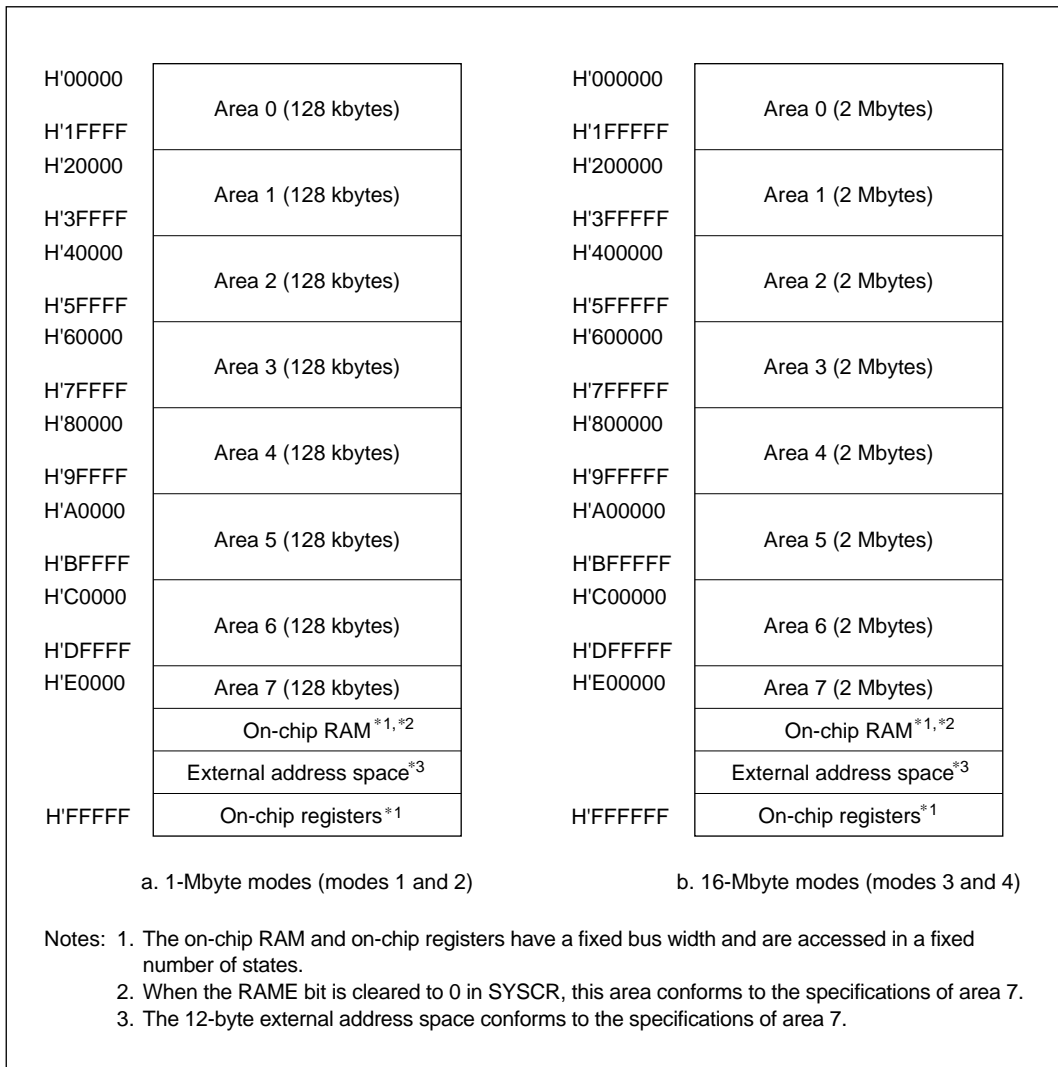 H'00000
Area 0 (128 kbytes)
H'1FFFF
H'20000
Area 1 (128 kbytes)
H'3FFFF
H'40000
Area 2 (128 kbytes)
H'5FFFF
H'60000
Area 3 (128 kbytes)
H'7FFFF
H'80000
Area 4 (128 kbytes)
H'9FFFF
H'A0000
Area 5 (128 kbytes)
H'BFFFF
H'C0000
Area 6 (128 kbytes)
H'DFFFF
H'E0000
Area 7 (128 kbytes)
On-chip RAM*1,*2
External address space*3
H'FFFFF
On-chip registers*1
a. 1-Mbyte modes (modes 1 and 2)
H'000000
Area 0 (2 Mbytes)
H'1FFFFF
H'200000
Area 1 (2 Mbytes)
H'3FFFFF
H'400000
Area 2 (2 Mbytes)
H'5FFFFF
H'600000
Area 3 (2 Mbytes)
H'7FFFFF
H'800000
Area 4 (2 Mbytes)
H'9FFFFF
H'A00000
Area 5 (2 Mbytes)
H'BFFFFF
H'C00000
Area 6 (2 Mbytes)
H'DFFFFF
H'E00000
Area 7 (2 Mbytes)
On-chip RAM*1,*2
External address space*3
H'FFFFFF
On-chip registers*1
b. 16-Mbyte modes (modes 3 and 4)
Notes: 1. The on-chip RAM and on-chip registers have a fixed bus width and are accessed in a fixed
number of states.
2. When the RAME bit is cleared to 0 in SYSCR, this area conforms to the specifications of area 7.
3. The 12-byte external address space conforms to the specifications of area 7.